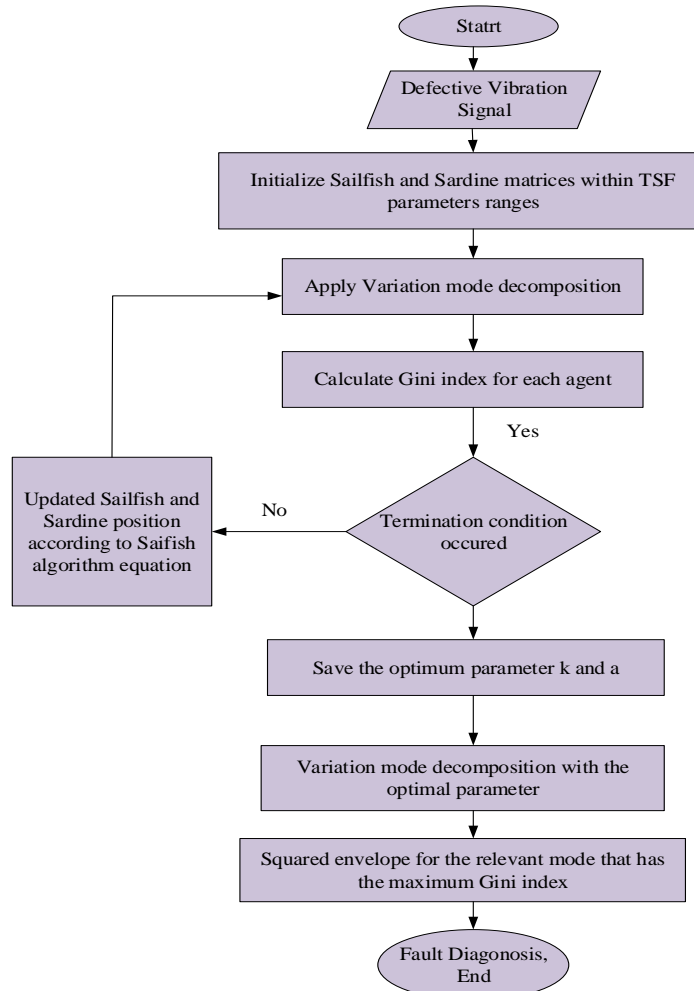 Statrt
Defective Vibration
Signal
Initialize Sailfish and Sardine matrices within TSF
parameters ranges
Apply Variation mode decomposition
Calculate Gini index for each agent
Yes
Updated Sailfish and
Sardine position
according to Saifish
algorithm equation
No
Termination condition
occured
Save the optimum parameter k and a
Variation mode decomposition with the
optimal parameter
Squared envelope for the relevant mode that has
the maximum Gini index
Fault Diagonosis,
End